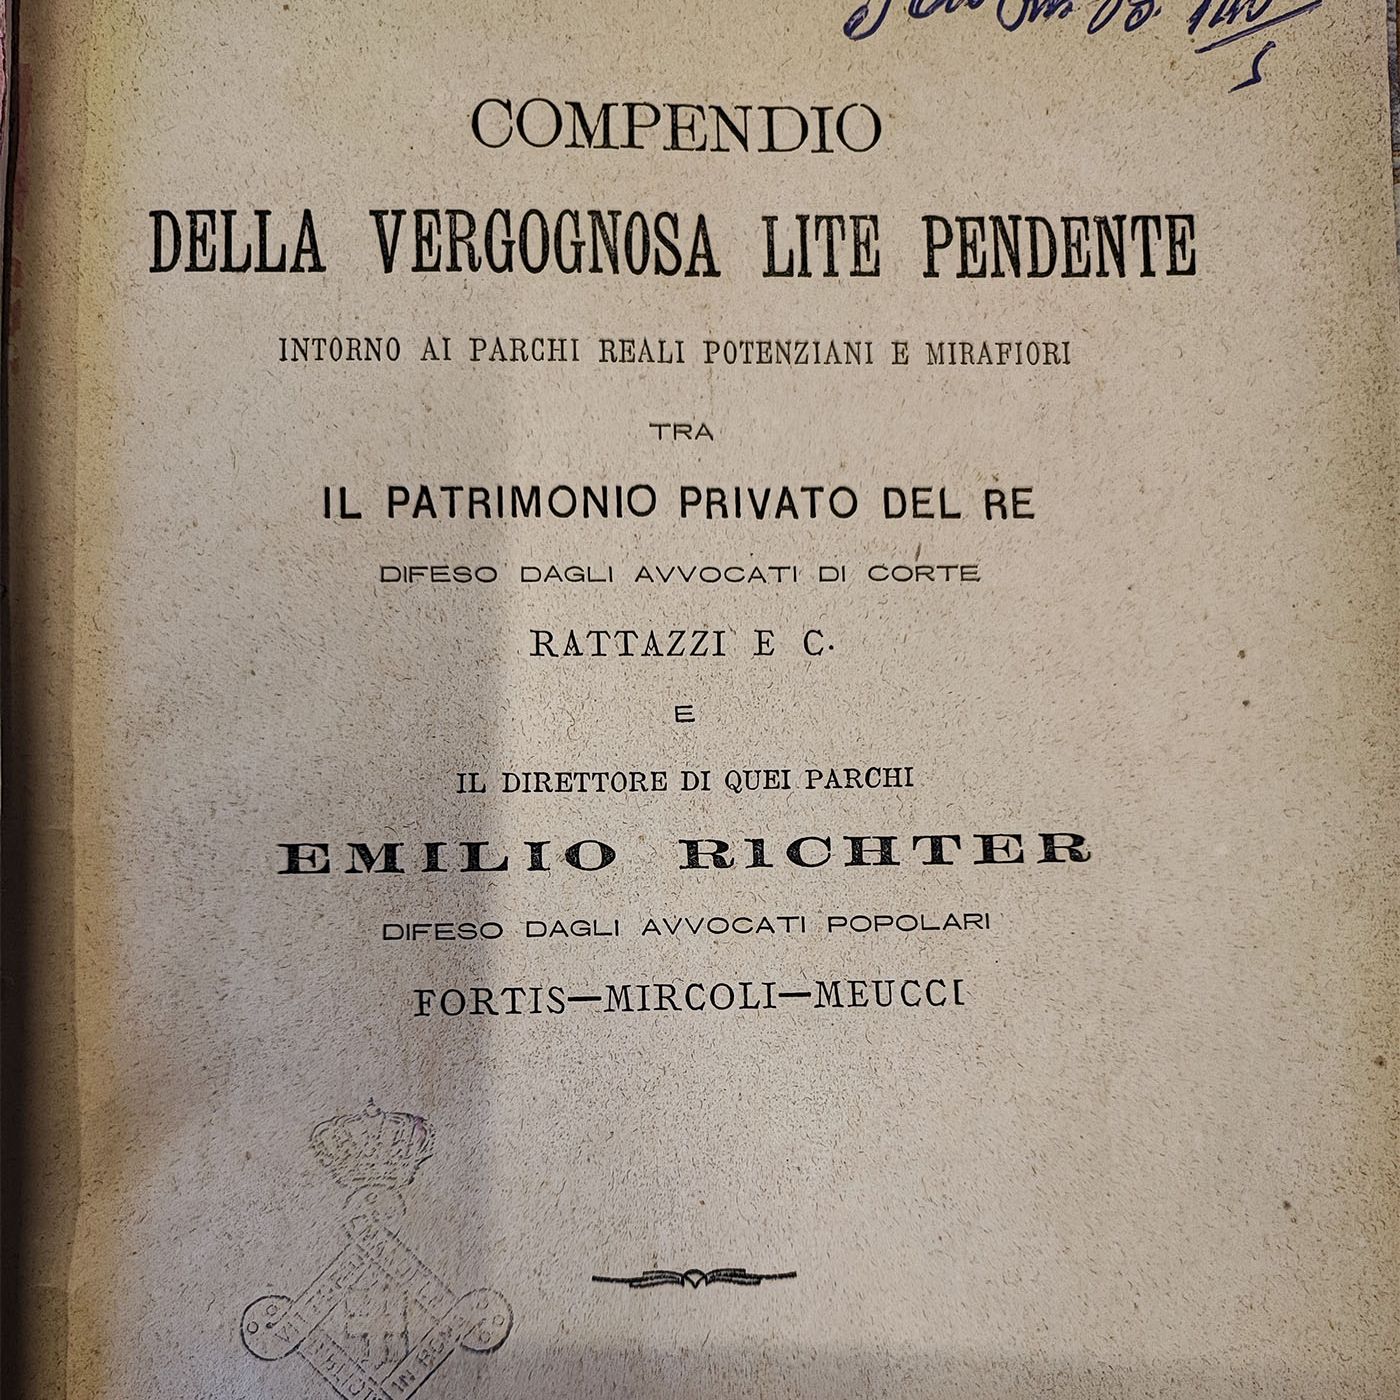 COMPENDIO
DELLA VERGOGNOSA LITE PENDENTE
INTORNO AI PARCHI REALI POTENZIANI E MIRAFIORI
TRA
IL PATRIMONIO PRIVATO DEL RE
DIFESO DAGLI AVVOCATI DI CORTE
RATTAZZI E C.
E
IL DIRETTORE DI QUEI PARCHI
EMILIO RICHTER
DIFESO DAGLI AVVOCATI POPOLARI
FORTIS—MIRCOLI—MEUCCI